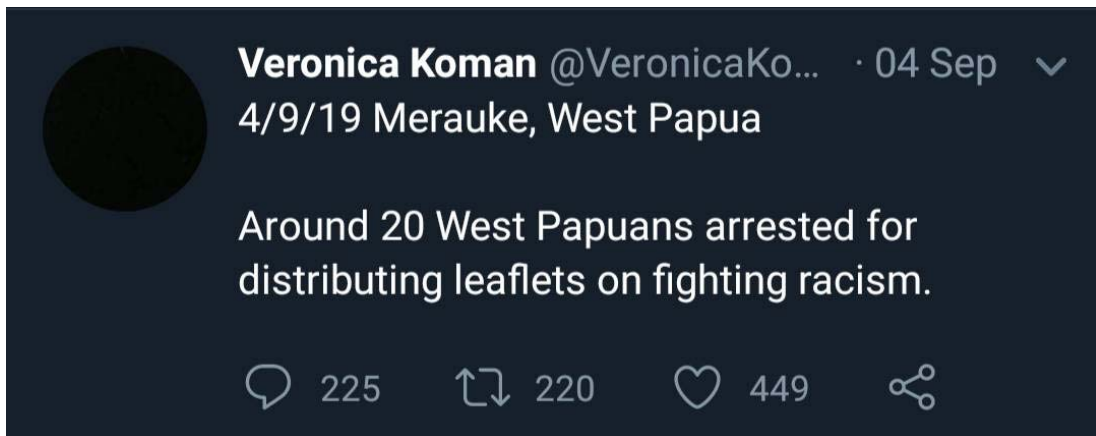 Veronica Koman @VeronicaKo... · 04 Sep
4/9/19 Merauke, West Papua
Around 20 West Papuans arrested for
distributing leaflets on fighting racism.
225 220 449